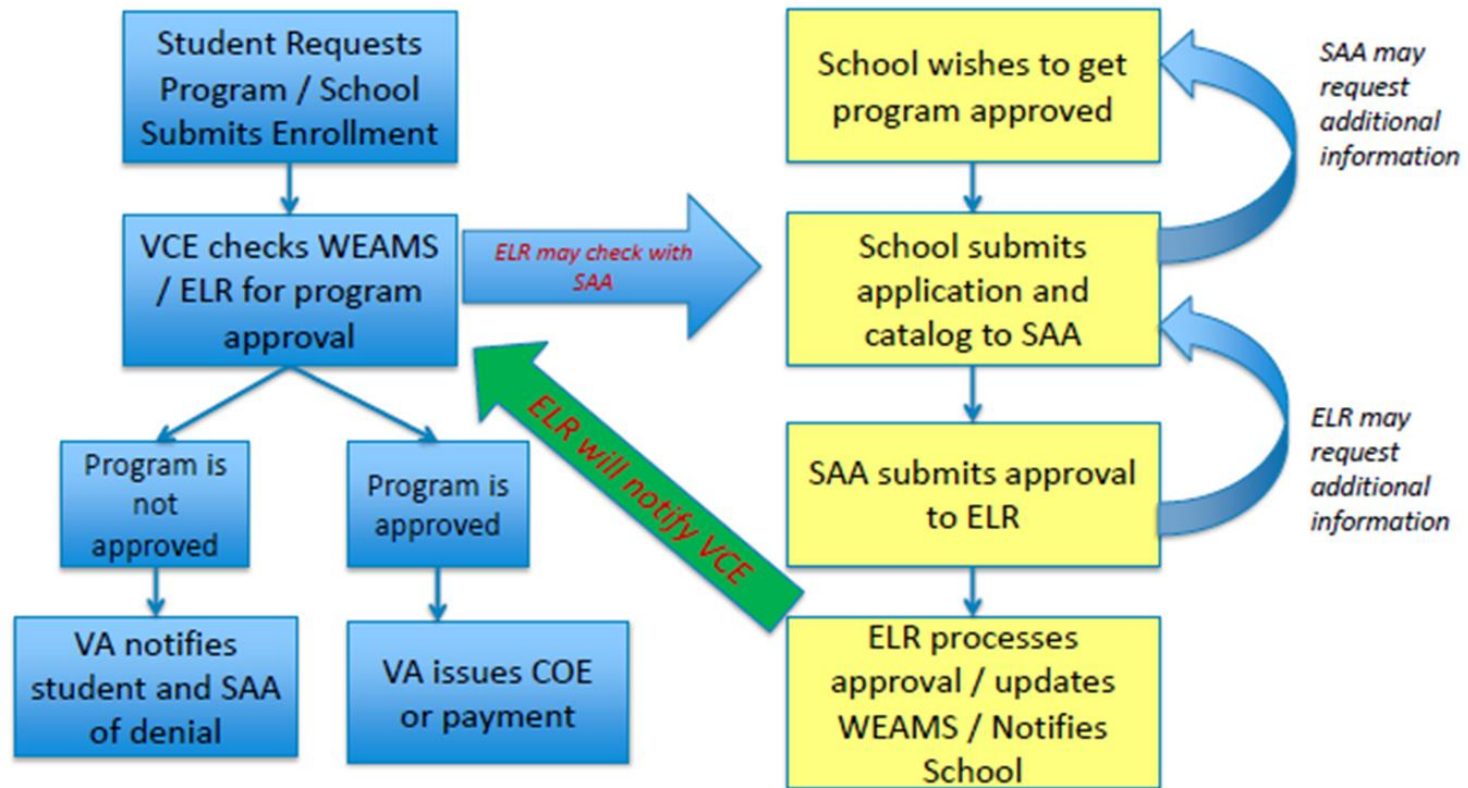 Student Requests
Program / School
Submits Enrollment
VCE checks WEAMS
/ ELR for program
approval
Program is
not
approved
Program is
approved
VA notifies
student and SAA
of denial
VA issues COE
or payment
ELR may check with
SAA
ELR will notify VCE
School wishes to get
program approved
School submits
application and
catalog to SAA
SAA submits approval
to ELR
ELR processes
approval / updates
WEAMS / Notifies
School
SAA may
request
additional
information
ELR may
request
additional
information